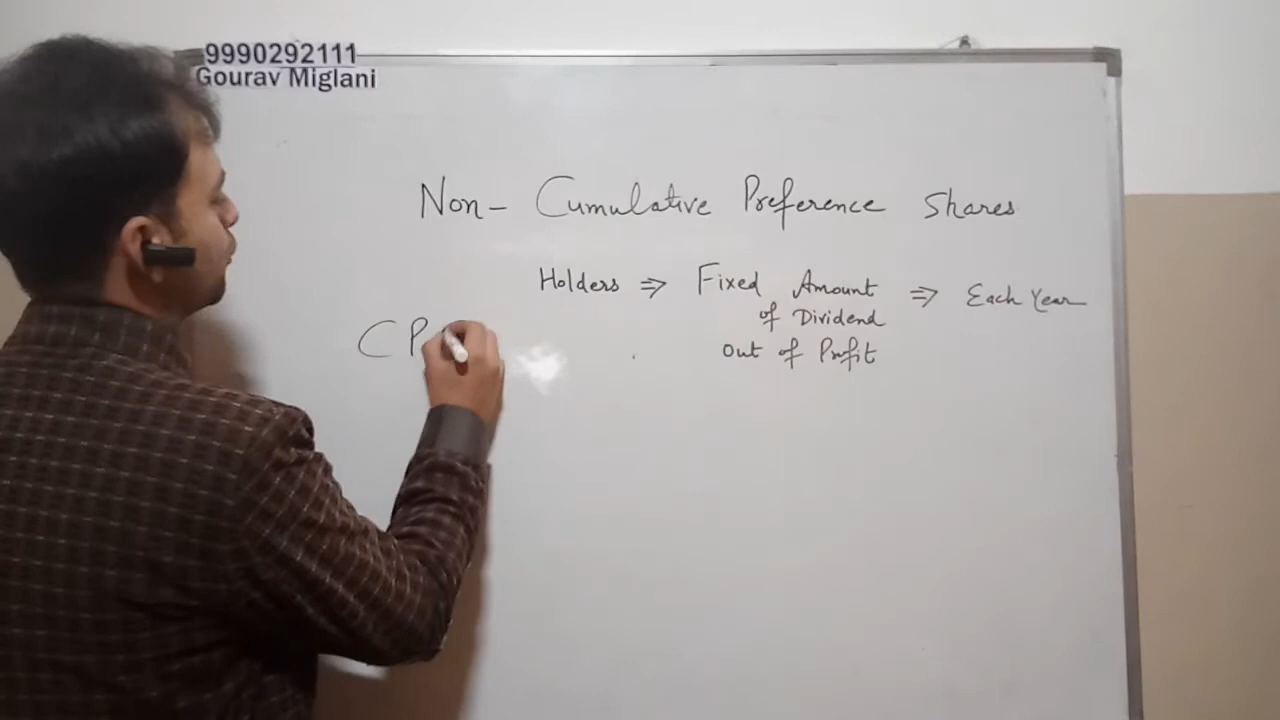 9990292111
Gourav Miglani
Non- Cumulative Preference Shares
Holders ⇒ Fixed Amount ⇒ Each Year
of Dividend
out of Profit
CP